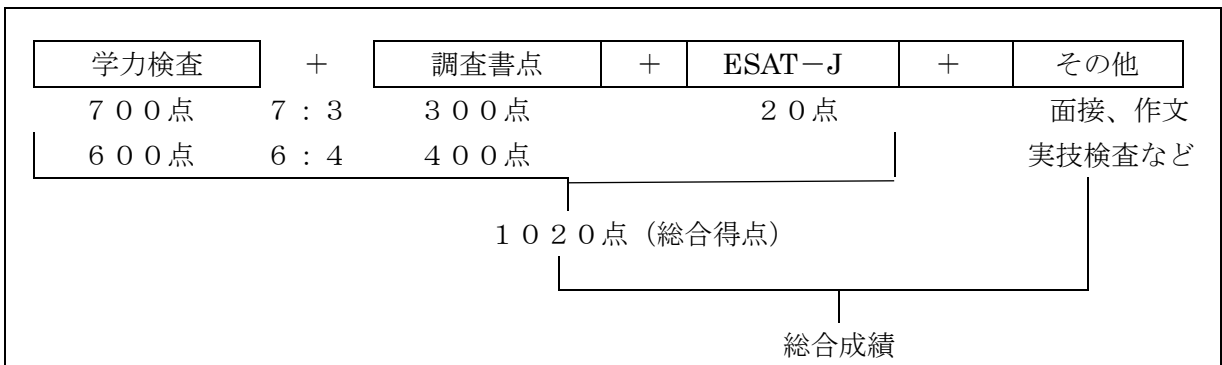 学力検査 ＋ 調査書点 ＋ ESAT－J ＋ その他
７００点 ７：３ ３００点 ２０点 面接、作文
６００点 ６：４ ４００点 実技検査など
１０２０点（総合得点）
総合成績